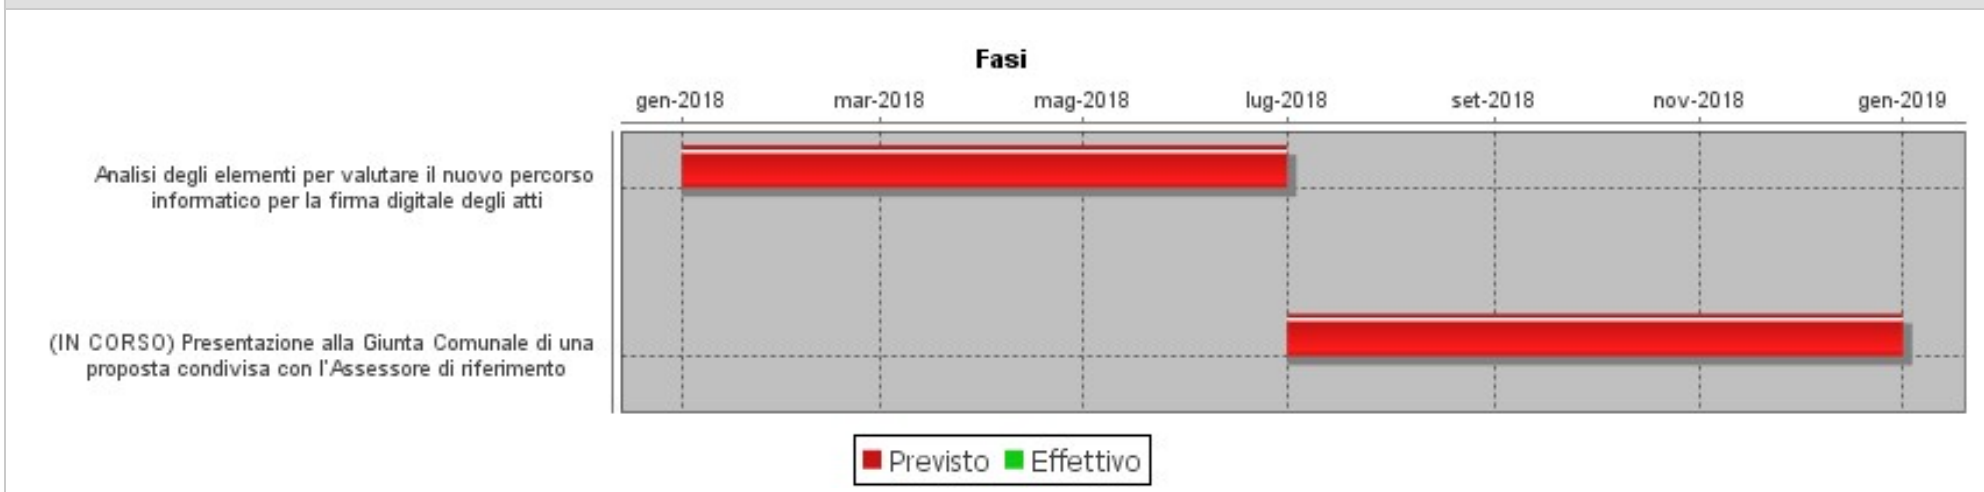 Fasi
gen-2018 mar-2018 mag-2018 lug-2018 set-2018 nov-2018 gen-2019
Analisi degli elementi per valutare il nuovo percorso
informatico per la firma digitale degli atti
(IN CORSO) Presentazione alla Giunta Comunale di una
proposta condivisa con l'Assessore di riferimento
Previsto Effettivo